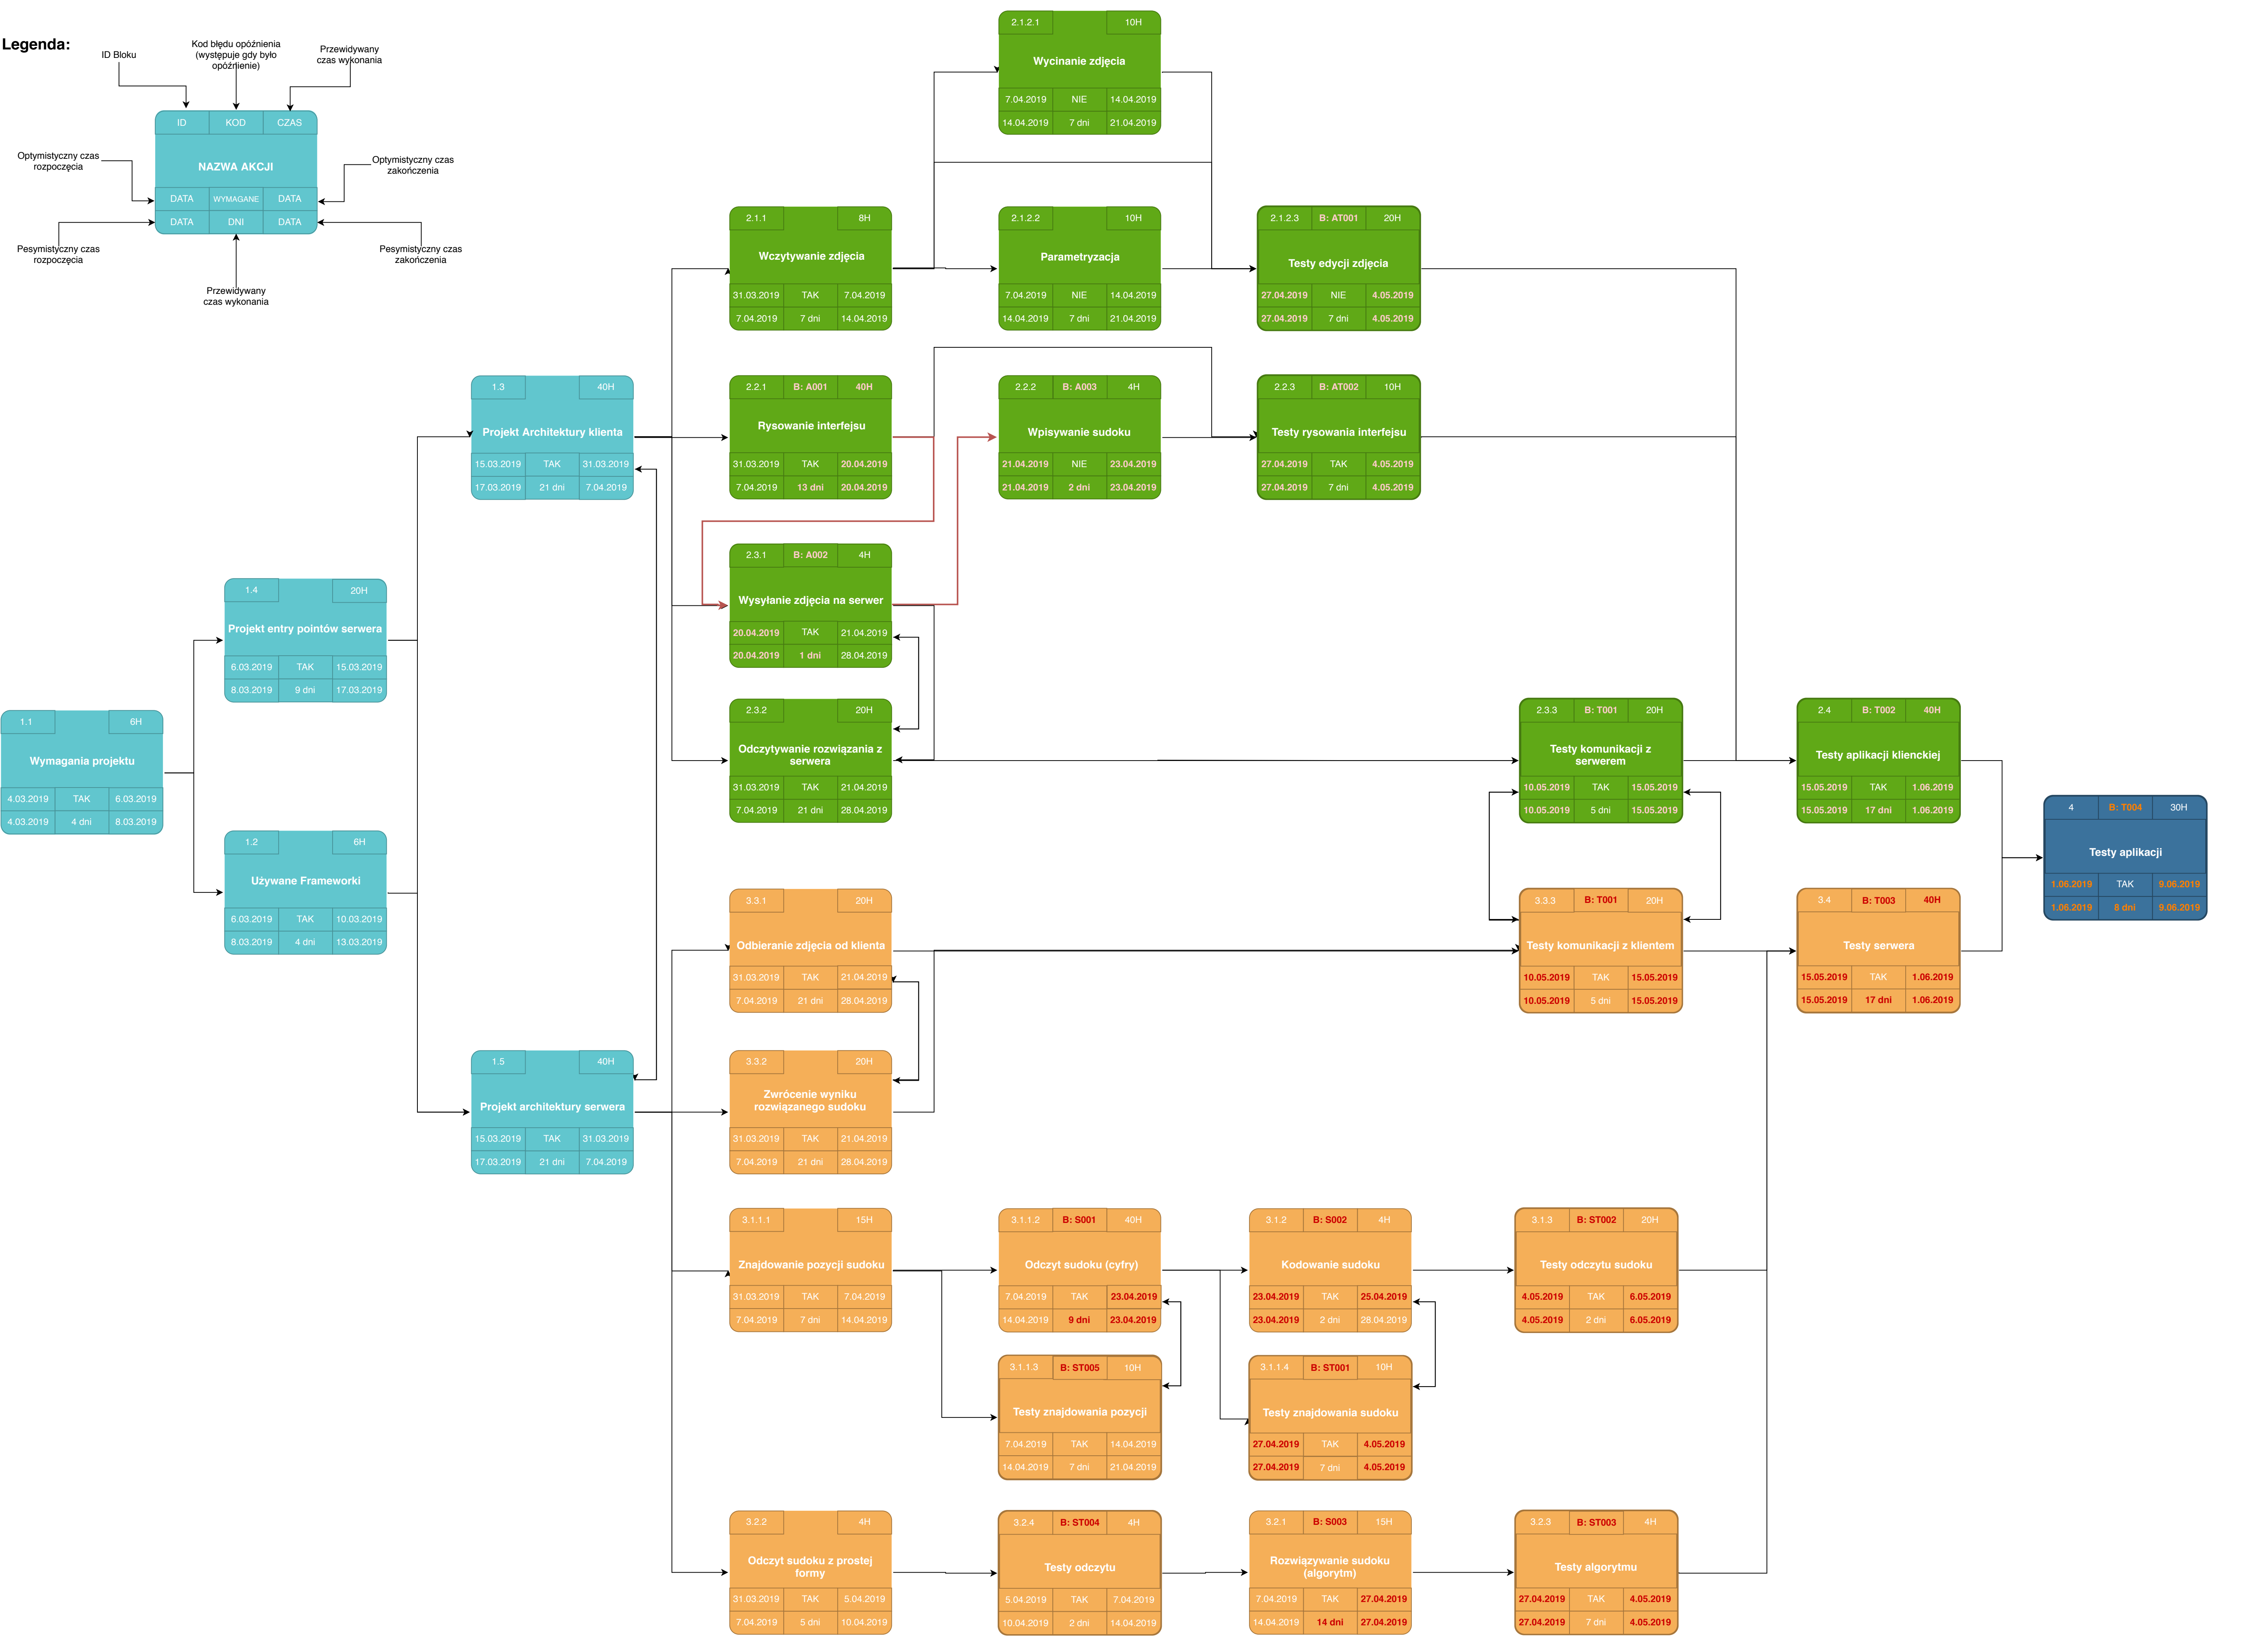 Legenda:
ID Bloku
Kod błędu opóźnienia
(występuje gdy było
opóźnienie)
Przewidywany
czas wykonania
ID KOD CZAS
NAZWA AKCJI
DATA WYMAGANE DATA
DATA DNI DATA
Optymistyczny czas
rozpoczęcia
Optymistyczny czas
zakończenia
Pesymistyczny czas
rozpoczęcia
Pesymistyczny czas
zakończenia
Przewidywany
czas wykonania
1.1 6H
Wymagania projektu
4.03.2019 TAK 6.03.2019
4.03.2019 4 dni 8.03.2019
1.4 20H
Projekt entry pointów serwera
6.03.2019 TAK 15.03.2019
8.03.2019 9 dni 17.03.2019
1.2 6H
Używane Frameworki
6.03.2019 TAK 10.03.2019
8.03.2019 4 dni 13.03.2019
1.3 40H
Projekt Architektury klienta
15.03.2019 TAK 31.03.2019
17.03.2019 21 dni 7.04.2019
1.5 40H
Projekt architektury serwera
15.03.2019 TAK 31.03.2019
17.03.2019 21 dni 7.04.2019
2.1.2.1 10H
Wycinanie zdjęcia
7.04.2019 NIE 14.04.2019
14.04.2019 7 dni 21.04.2019
2.1.1 8H
Wczytywanie zdjęcia
31.03.2019 TAK 7.04.2019
7.04.2019 7 dni 14.04.2019
2.1.2.2 10H
Parametryzacja
7.04.2019 NIE 14.04.2019
14.04.2019 7 dni 21.04.2019
2.1.2.3 B: AT001 20H
Testy edycji zdjęcia
27.04.2019 NIE 4.05.2019
27.04.2019 7 dni 4.05.2019
2.2.1 B: A001 40H
Rysowanie interfejsu
31.03.2019 TAK 20.04.2019
7.04.2019 13 dni 20.04.2019
2.2.2 B: A003 4H
Wpisywanie sudoku
21.04.2019 NIE 23.04.2019
21.04.2019 2 dni 23.04.2019
2.2.3 B: AT002 10H
Testy rysowania interfejsu
27.04.2019 TAK 4.05.2019
27.04.2019 7 dni 4.05.2019
2.3.1 B: A002 4H
Wysyłanie zdjęcia na serwer
20.04.2019 TAK 21.04.2019
20.04.2019 1 dni 28.04.2019
2.3.2 20H
Odczytywanie rozwiązania z
serwera
31.03.2019 TAK 21.04.2019
7.04.2019 21 dni 28.04.2019
2.3.3 B: T001 20H
Testy komunikacji z
serwerem
10.05.2019 TAK 15.05.2019
10.05.2019 5 dni 15.05.2019
2.4 B: T002 40H
Testy aplikacji klienckiej
15.05.2019 TAK 1.06.2019
15.05.2019 17 dni 1.06.2019
4 B: T004 30H
Testy aplikacji
1.06.2019 TAK 9.06.2019
1.06.2019 8 dni 9.06.2019
3.3.1 20H
Odbieranie zdjęcia od klienta
31.03.2019 TAK 21.04.2019
7.04.2019 21 dni 28.04.2019
3.3.3 B: T001 20H
Testy komunikacji z klientem
10.05.2019 TAK 15.05.2019
10.05.2019 5 dni 15.05.2019
3.4 B: T003 40H
Testy serwera
15.05.2019 TAK 1.06.2019
15.05.2019 17 dni 1.06.2019
3.3.2 20H
Zwrócenie wyniku
rozwiązanego sudoku
31.03.2019 TAK 21.04.2019
7.04.2019 21 dni 28.04.2019
3.1.1.1 15H
Znajdowanie pozycji sudoku
31.03.2019 TAK 7.04.2019
7.04.2019 7 dni 14.04.2019
3.1.1.2 B: S001 40H
Odczyt sudoku (cyfry)
7.04.2019 TAK 23.04.2019
14.04.2019 9 dni 23.04.2019
3.1.2 B: S002 4H
Kodowanie sudoku
23.04.2019 TAK 25.04.2019
23.04.2019 2 dni 28.04.2019
3.1.3 B: ST002 20H
Testy odczytu sudoku
4.05.2019 TAK 6.05.2019
4.05.2019 2 dni 6.05.2019
3.1.1.3 B: ST005 10H
Testy znajdowania pozycji
7.04.2019 TAK 14.04.2019
14.04.2019 7 dni 21.04.2019
3.1.1.4 B: ST001 10H
Testy znajdowania sudoku
27.04.2019 TAK 4.05.2019
27.04.2019 7 dni 4.05.2019
3.2.2 4H
Odczyt sudoku z prostej
formy
31.03.2019 TAK 5.04.2019
7.04.2019 5 dni 10.04.2019
3.2.4 B: ST004 4H
Testy odczytu
5.04.2019 TAK 7.04.2019
10.04.2019 2 dni 14.04.2019
3.2.1 B: S003 15H
Rozwiązywanie sudoku
(algorytm)
7.04.2019 TAK 27.04.2019
14.04.2019 14 dni 27.04.2019
3.2.3 B: ST003 4H
Testy algorytmu
27.04.2019 TAK 4.05.2019
27.04.2019 7 dni 4.05.2019